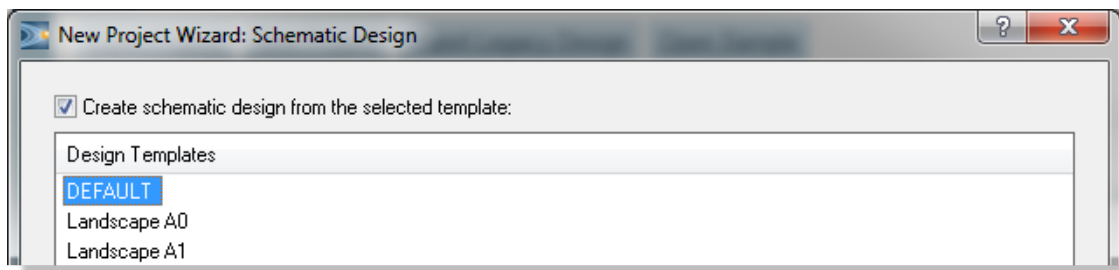 New Project Wizard: Schematic Design
Create schematic design from the selected template:
Design Templates
DEFAULT
Landscape A0
Landscape A1